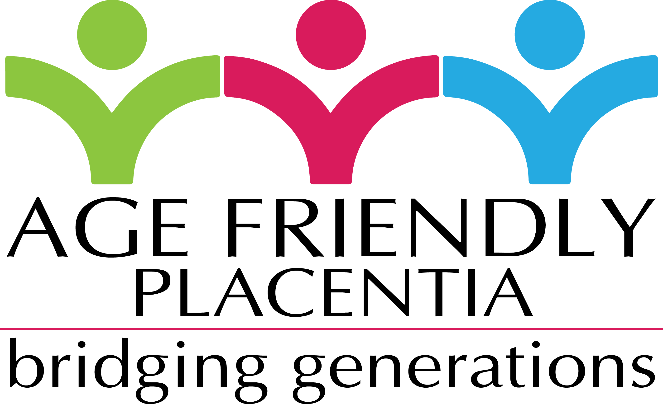 AGE FRIENDLY
PLACENTIA
bridging generations